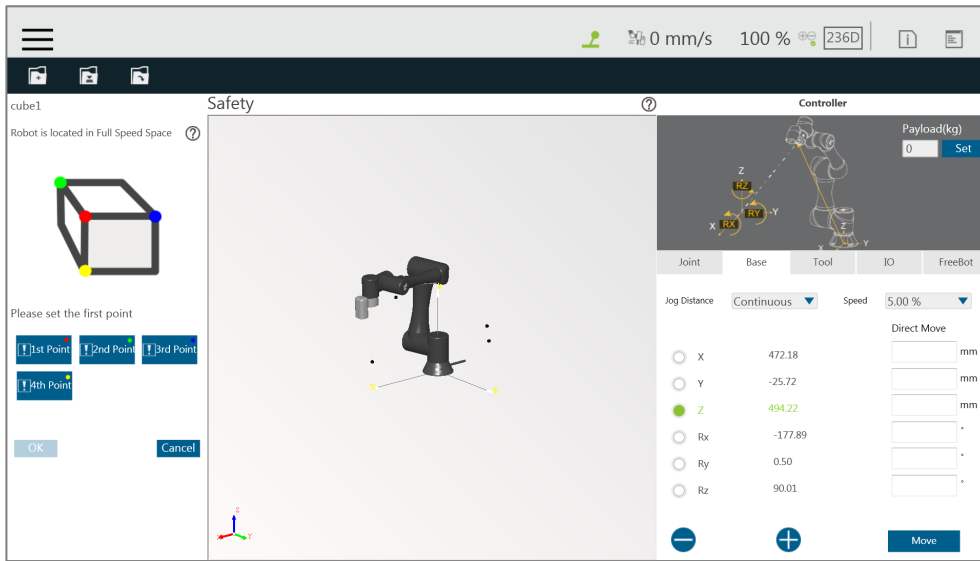 0 mm/s 100 % 236D
cube1
Safety
Controller
Robot is located in Full Speed Space
Payload(kg)
0 Set
Z
RZ
RY Y
X RX
Z
X Y
Joint Base Tool IO FreeBot
Jog Distance Continuous Speed 5.00 %
Direct Move
Please set the first point
1st Point 2nd Point 3rd Point
4th Point
X 472.18 mm
Y -25.72 mm
Z 494.22 mm
Rx -177.89 °
Ry 0.50 °
Rz 90.01 °
OK Cancel
Z
X Y
Move